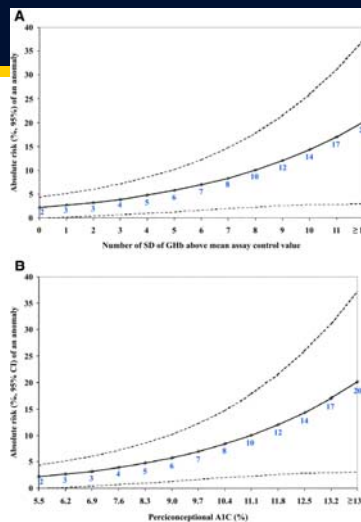 A
Absolute risk (%, 95%) of an anomaly
40
35
30
25
20
15
10
5
0
2 3 3 4 5 6 7 8 10 12 14 17
0 1 2 3 4 5 6 7 8 9 10 11
Number of SD of GHb above mean assay control value
B
Absolute risk (%, 95% CI) of an anomaly
40
35
30
25
20
15
10
5
0
2 3 3 4 5 6 7 8 10 12 14 17 20
5.5 6.2 6.9 7.6 8.3 9.0 9.7 10.4 11.1 11.8 12.5 13.2
Periconceptional A1C (%)